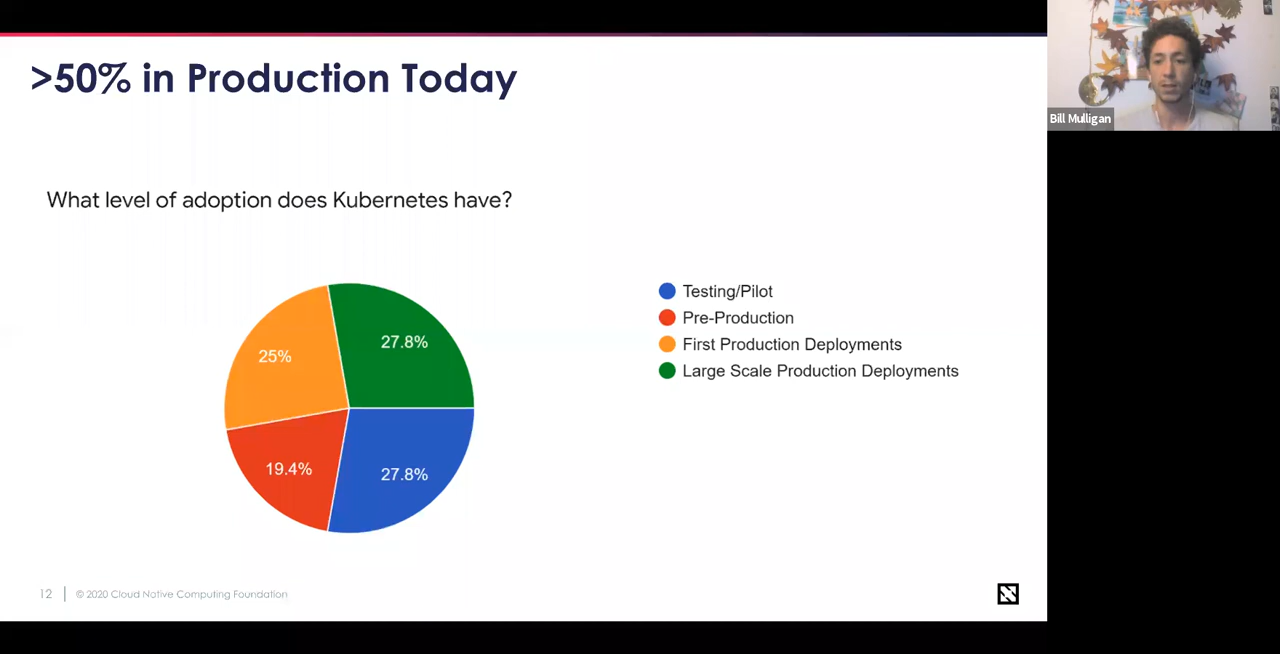 >50% in Production Today
Bill Mulligan
What level of adoption does Kubernetes have?
27.8%
25%
19.4%
27.8%
Testing/Pilot
Pre-Production
First Production Deployments
Large Scale Production Deployments
12
© 2020 Cloud Native Computing Foundation